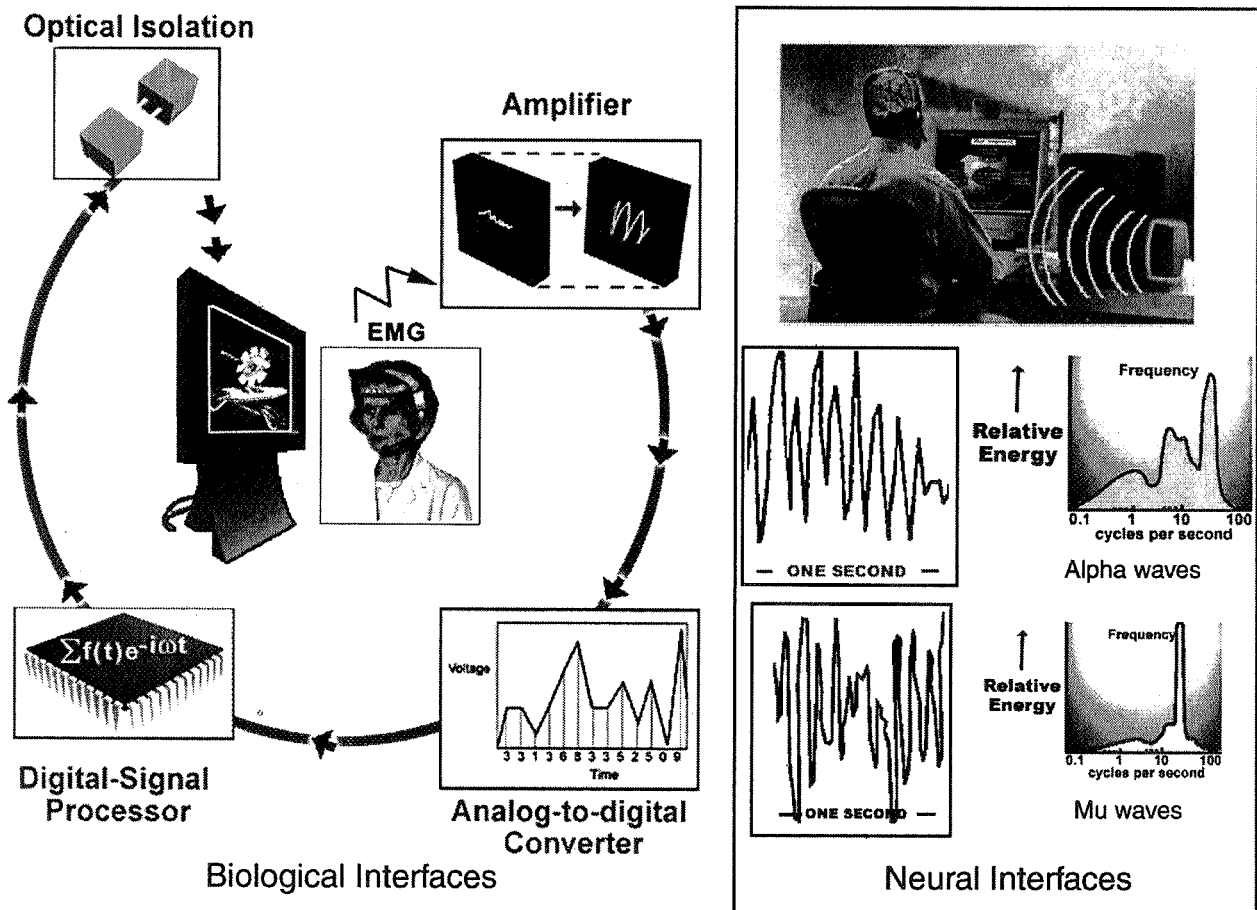 Optical Isolation
Amplifier
EMG
∑f(t)e-iωt
Digital-Signal
Processor
Voltage
3 3 1 3 6 8 3 3 5 2 5 0 9
Time
Analog-to-digital
Converter
Biological Interfaces
ONE SECOND
Relative
Energy
Frequency
0.1 1 10 100
cycles per second
Alpha waves
ONE SECOND
Relative
Energy
Frequency
0.1 1 10 100
cycles per second
Mu waves
Neural Interfaces